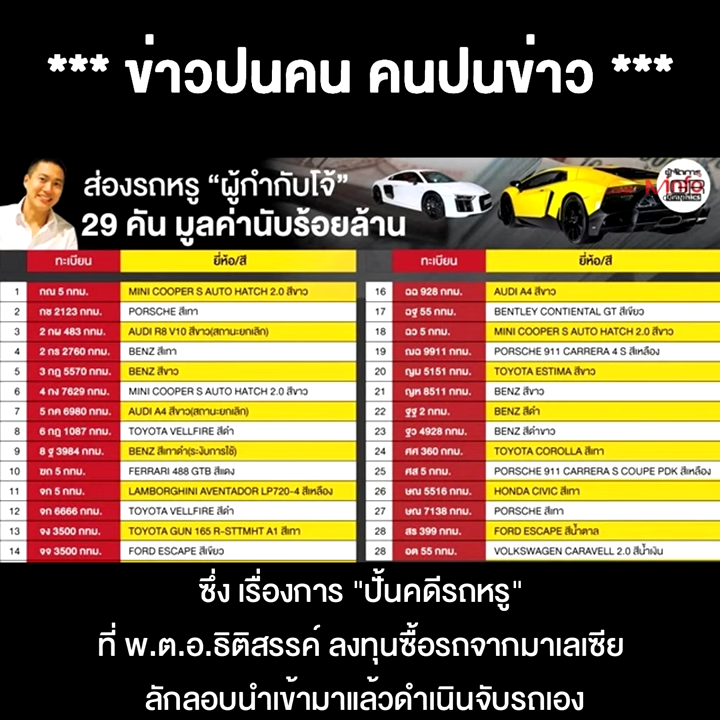 *** ข่าวปนคน คนปนข่าว ***
ส่องรถหรู “ผู้กำกับโจ้”
29 คัน มูลค่านับร้อยล้าน
ผู้จัดการ
info
Graphics
ทะเบียน ยี่ห้อ/สี
1 กณ 5 กทม. MINI COOPER S AUTO HATCH 2.0 สีขาว
2 กช 2123 กทม. PORSCHE สีเทา
3 2 กม 483 กทม. AUDI R8 V10 สีขาว(สถานะยกเลิก)
4 2 กร 2760 กทม. BENZ สีเทา
5 3 กฎ 5570 กทม. BENZ สีขาว
6 4 กง 7629 กทม. MINI COOPER S AUTO HATCH 2.0 สีขาว
7 5 กค 6980 กทม. AUDI A4 สีขาว(สถานะยกเลิก)
8 6 กฎ 1087 กทม. TOYOTA VELLFIRE สีดำ
9 8 ฐ 3984 กทม. BENZ สีเทาดำ(ระงับการใช้)
10 ฆต 5 กทม. FERRARI 488 GTB สีแดง
11 จก 5 กทม. LAMBORGHINI AVENTADOR LP720-4 สีเหลือง
12 จก 6666 กทม. TOYOTA VELLFIRE สีดำ
13 จง 3500 กทม. TOYOTA GUN 165 R-STTMHT A1 สีเทา
14 จจ 3500 กทม. FORD ESCAPE สีเขียว
ทะเบียน ยี่ห้อ/สี
16 ฉฉ 928 กทม. AUDI A4 สีขาว
17 ฉฐ 55 กทม. BENTLEY CONTIENTAL GT สีเขียว
18 ฉว 5 กทม. MINI COOPER S AUTO HATCH 2.0 สีขาว
19 ฌฉ 9911 กทม. PORSCHE 911 CARRERA 4 S สีเหลือง
20 ญม 5151 กทม. TOYOTA ESTIMA สีขาว
21 ญห 8511 กทม. BENZ สีขาว
22 ฐฐ 2 กทม. BENZ สีดำ
23 ฐว 4928 กทม. BENZ สีดำขาว
24 ศศ 360 กทม. TOYOTA COROLLA สีเทา
25 ศส 5 กทม. PORSCHE 911 CARRERA S COUPE PDK สีเหลือง
26 ษณ 5516 กทม. HONDA CIVIC สีเทา
27 ษณ 7138 กทม. PORSCHE สีเทา
28 สร 399 กทม. FORD ESCAPE สีน้ำตาล
28 อต 55 กทม. VOLKSWAGEN CARAVELL 2.0 สีน้ำเงิน
ซึ่ง เรื่องการ "ปั้นคดีรถหรู"
ที่ พ.ต.อ.ธิติสรรค์ ลงทุนซื้อรถจากมาเลเซีย
ลักลอบนำเข้ามาแล้วดำเนินจับรถเอง